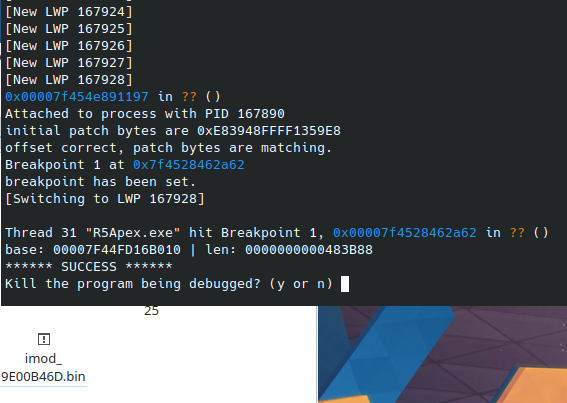 [New LWP 167924]
[New LWP 167925]
[New LWP 167926]
[New LWP 167927]
[New LWP 167928]
0x00007f454e891197 in ?? ()
Attached to process with PID 167890
initial patch bytes are 0xE83948FFFF1359E8
offset correct, patch bytes are matching.
Breakpoint 1 at 0x7f4528462a62
breakpoint has been set.
[Switching to LWP 167928]
Thread 31 "R5Apex.exe" hit Breakpoint 1, 0x00007f4528462a62 in ?? ()
base: 00007F44FD16B010 | len: 0000000000483B88
****** SUCCESS ******
Kill the program being debugged? (y or n)
25
imod_
9E00B46D.bin